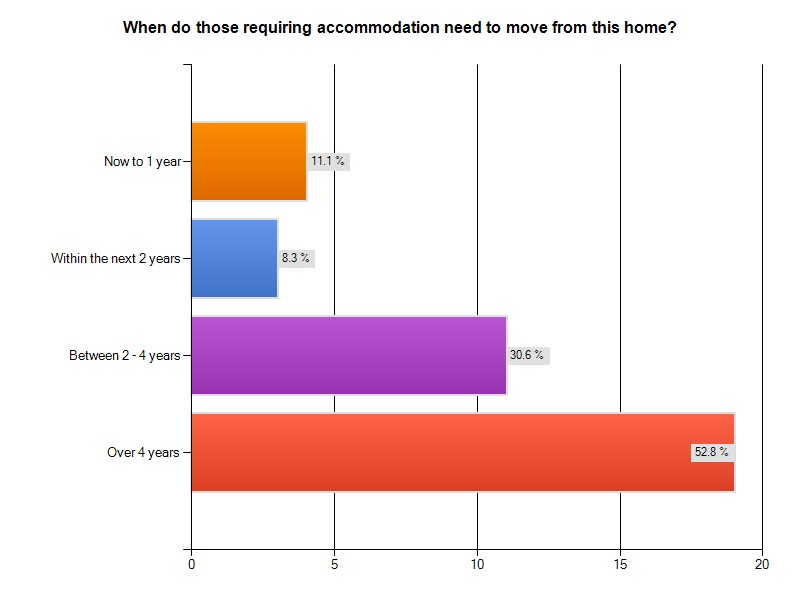 When do those requiring accommodation need to move from this home?
Now to 1 year
11.1 %
Within the next 2 years
8.3 %
Between 2 - 4 years
30.6 %
Over 4 years
52.8 %
0 5 10 15 20